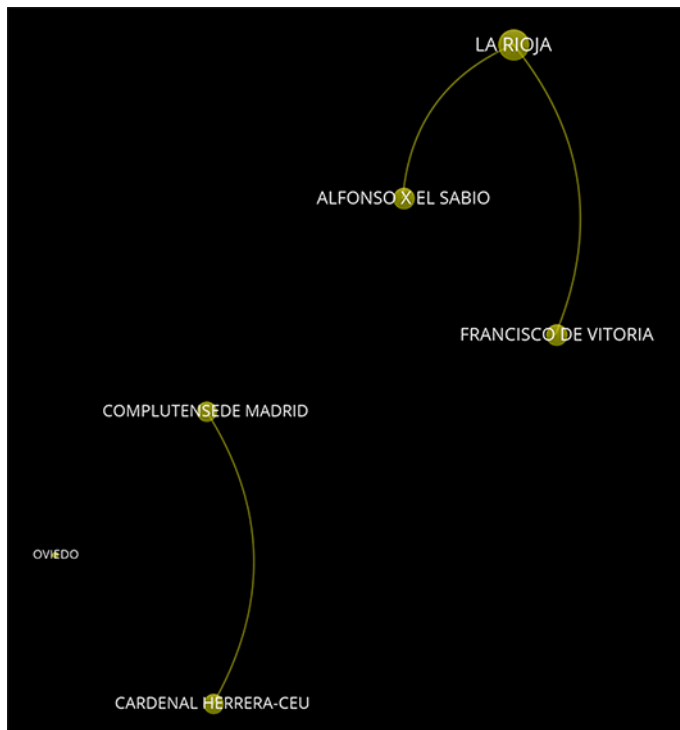 LA RIOJA
ALFONSO X EL SABIO
FRANCISCO DE VITORIA
COMPLUTENSEDE MADRID
OVIEDO
CARDENAL HERRERA-CEU